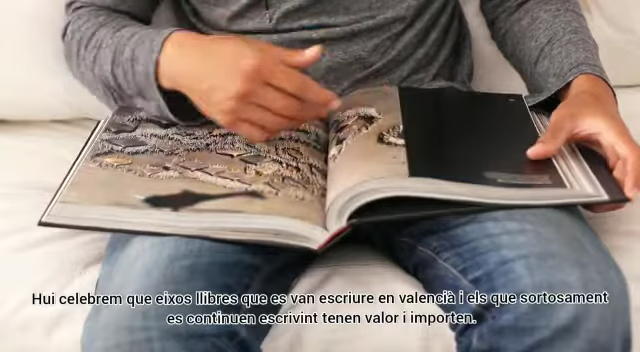 Hui celebrem que eixos llibres que es van escriure en valencià i els que sortosament
es continuen escrivint tenen valor i importen.